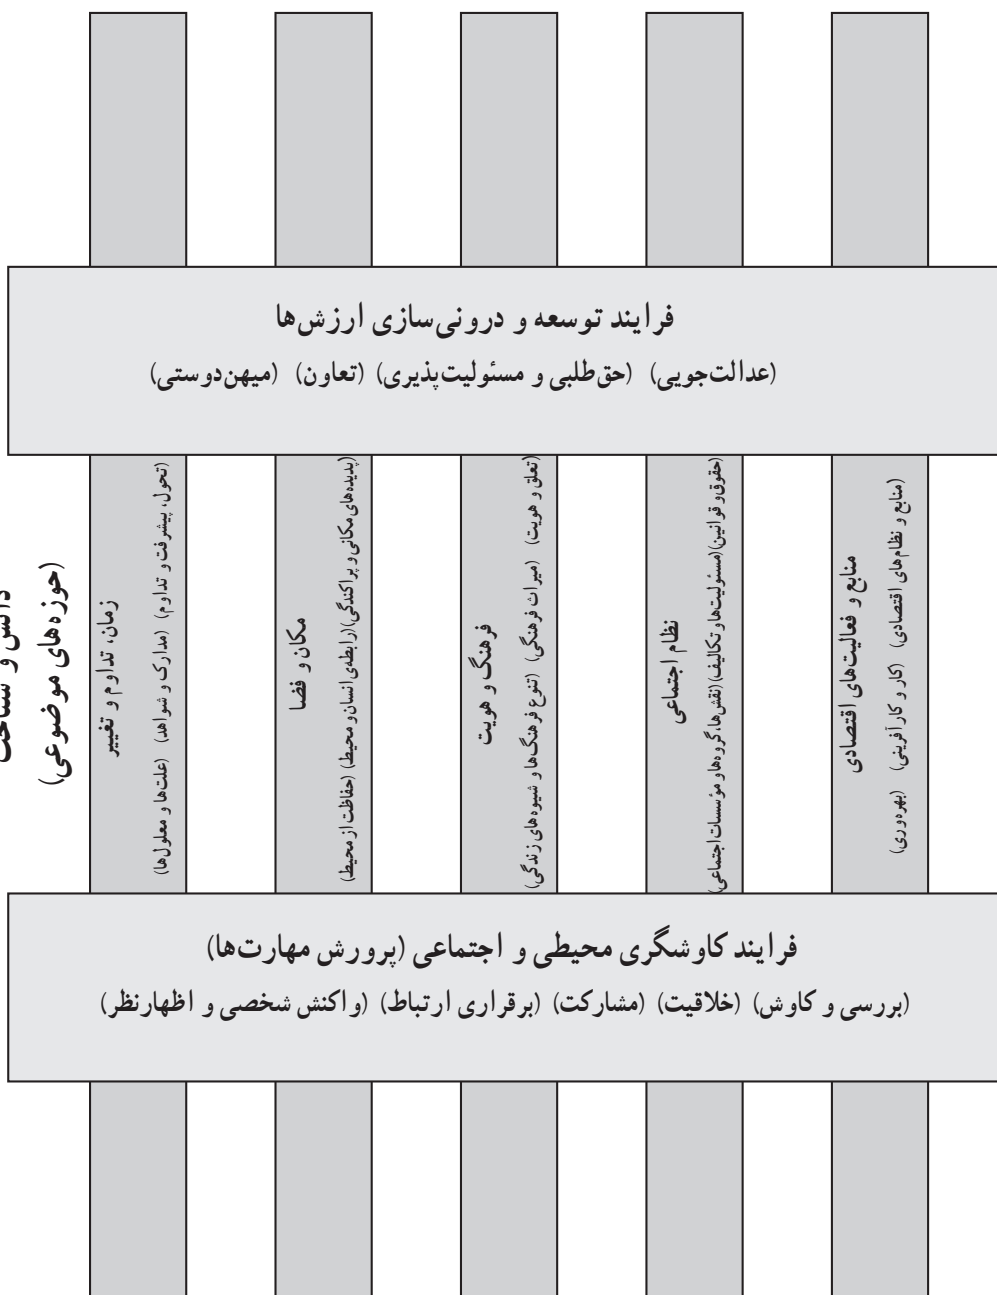 فرایند توسعه و درونی‌سازی ارزش‌ها
(عدالت‌جویی) (حق‌طلبی و مسئولیت‌پذیری) (تعاون) (میهن‌دوستی)
(حوزه‌های موضوعی)
زمان، تداوم و تغییر
(تحول، پیشرفت و تداوم) (مدارک و شواهد) (علت‌ها و معلول‌ها)
مکان و فضا
(پدیده‌های مکانی و پراکندگی) (رابطه‌ی انسان و محیط) (حفاظت از محیط)
فرهنگ و هویت
(تعلق و هویت) (میراث فرهنگی) (تنوع فرهنگ‌ها و شیوه‌های زندگی)
نظام اجتماعی
(حقوق و قوانین) (مسئولیت‌ها و تکالیف) (نقش‌ها، گروه‌ها و مؤسسات اجتماعی)
منابع و فعالیت‌های اقتصادی
(منابع و نظام‌های اقتصادی) (کار و کارآفرینی) (بهره‌وری)
فرایند کاوشگری محیطی و اجتماعی (پرورش مهارت‌ها)
(بررسی و کاوش) (خلاقیت) (مشارکت) (برقراری ارتباط) (واکنش شخصی و اظهارنظر)